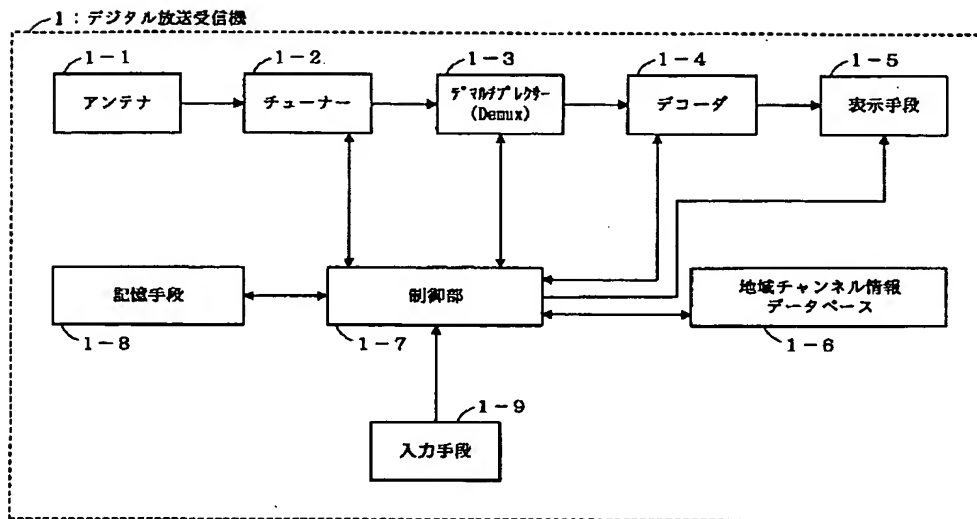 1：デジタル放送受信機
1－1
1－2
1－3
1－4
1－5
アンテナ
チューナー
デマルチプレクサー
(Demux)
デコーダ
表示手段
記憶手段
制御部
地域チャンネル情報
データベース
1－8
1－7
1－6
1－9
入力手段